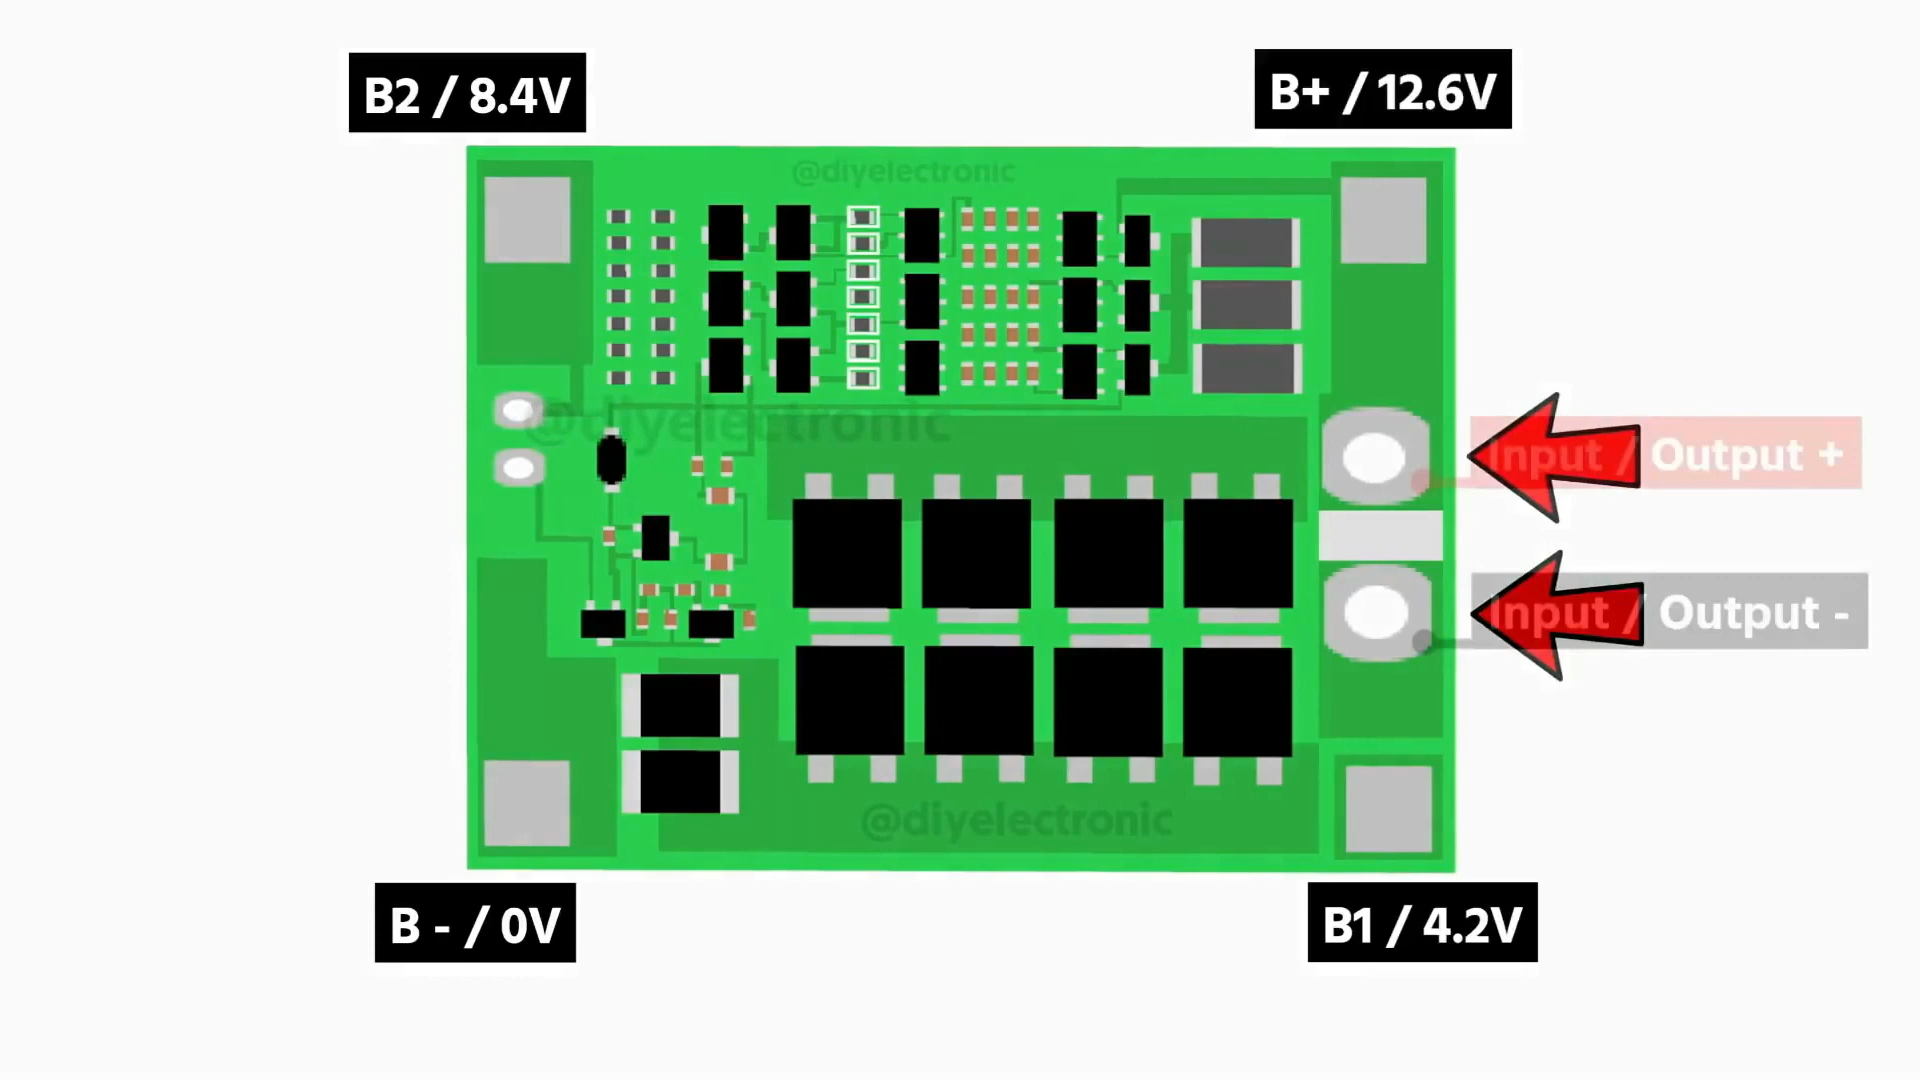 B2 / 8.4V
B+ / 12.6V
@diyelectronic
@diyelectronic
Input / Output +
Input / Output -
@diyelectronic
B - / 0V
B1 / 4.2V